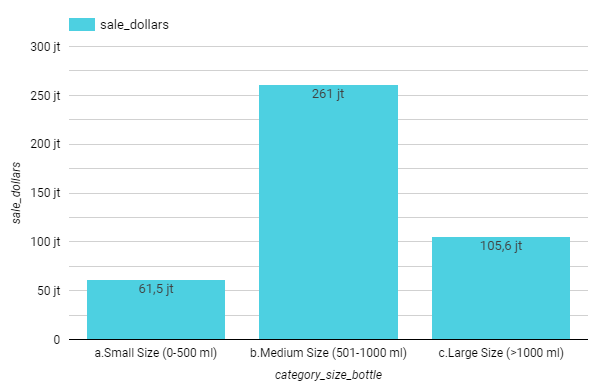 sale_dollars
300 jt
250 jt
200 jt
150 jt
100 jt
50 jt
0
sale_dollars
61,5 jt
261 jt
105,6 jt
a.Small Size (0-500 ml)
b.Medium Size (501-1000 ml)
c.Large Size (>1000 ml)
category_size_bottle